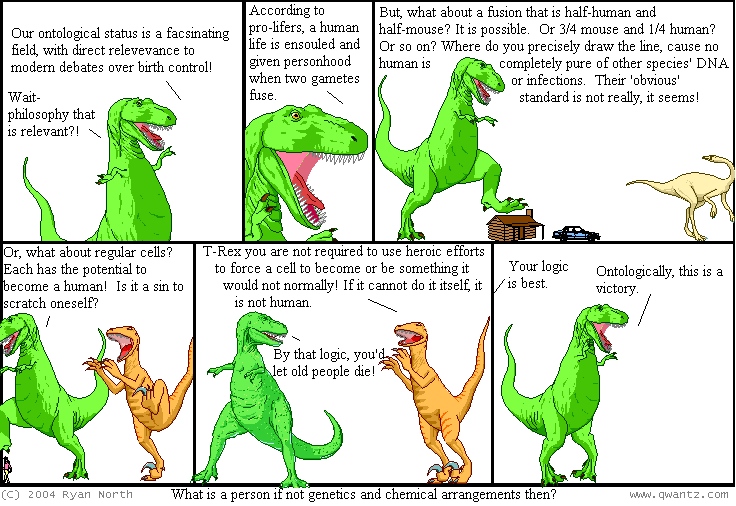 Our ontological status is a facsinating
field, with direct relevevance to
modern debates over birth control!
Wait-
philosophy that
is relevant?!
According to
pro-lifers, a human
life is ensouled and
given personhood
when two gametes
fuse.
But, what about a fusion that is half-human and
half-mouse? It is possible. Or 3/4 mouse and 1/4 human?
Or so on? Where do you precisely draw the line, cause no
human is completely pure of other species' DNA
or infections. Their 'obvious'
standard is not really, it seems!
Or, what about regular cells?
Each has the potential to
become a human! Is it a sin to
scratch oneself?
T-Rex you are not required to use heroic efforts
to force a cell to become or be something it
would not normally! If it cannot do it itself, it
is not human.
By that logic, you'd
let old people die!
Your logic
is best.
Ontologically, this is a
victory.
(C) 2004 Ryan North
What is a person if not genetics and chemical arrangements then?
www.qwantz.com